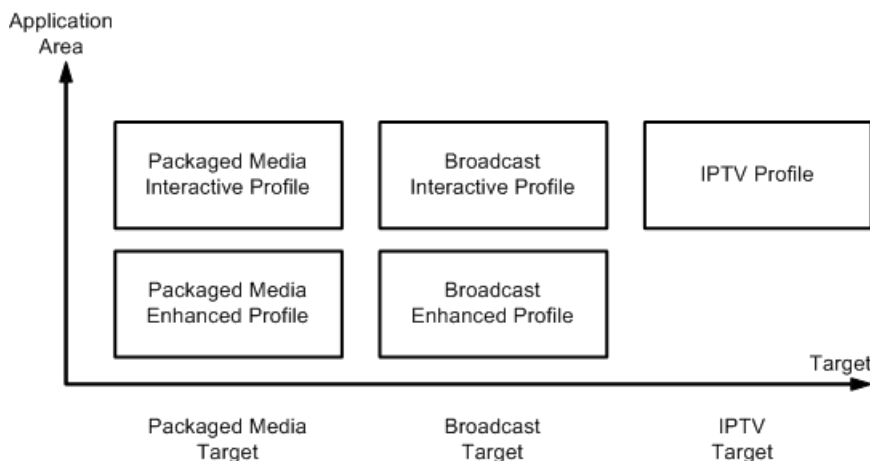 Application
Area
Packaged Media
Interactive Profile
Broadcast
Interactive Profile
IPTV Profile
Packaged Media
Enhanced Profile
Broadcast
Enhanced Profile
Target
Packaged Media
Target
Broadcast
Target
IPTV
Target